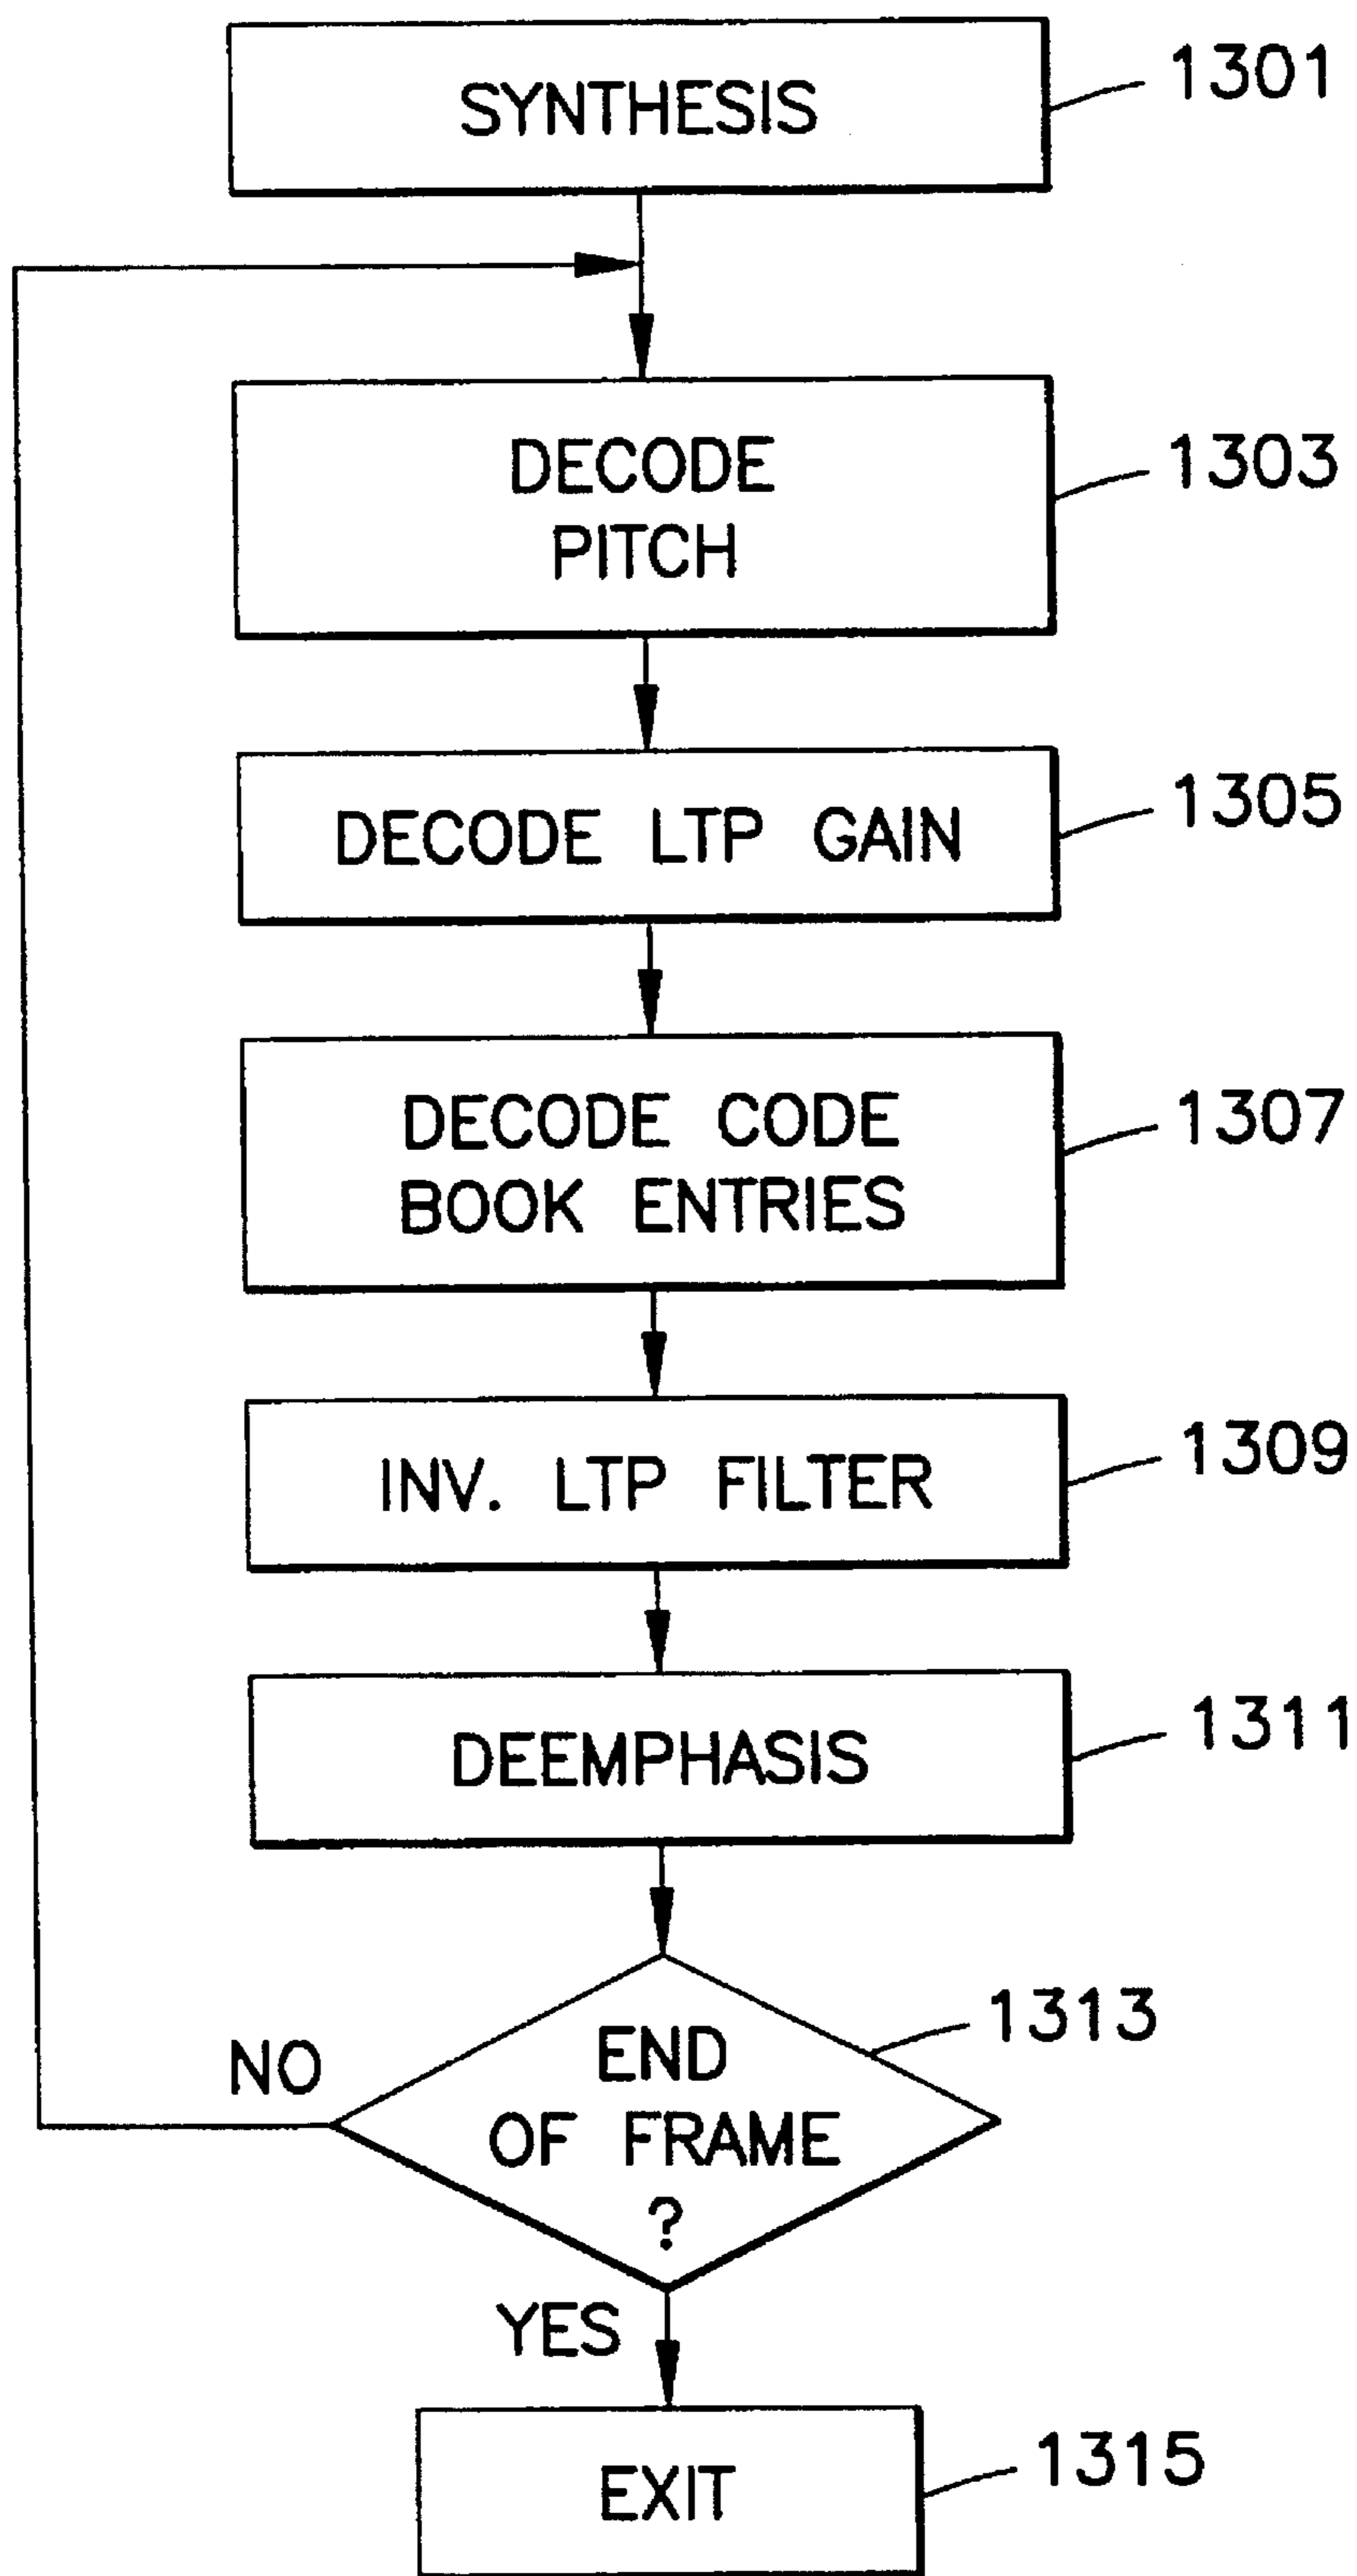 SYNTHESIS
1301
DECODE
PITCH
1303
DECODE LTP GAIN
1305
DECODE CODE
BOOK ENTRIES
1307
INV. LTP FILTER
1309
DEEMPHASIS
1311
END
OF FRAME
?
1313
NO
YES
EXIT
1315